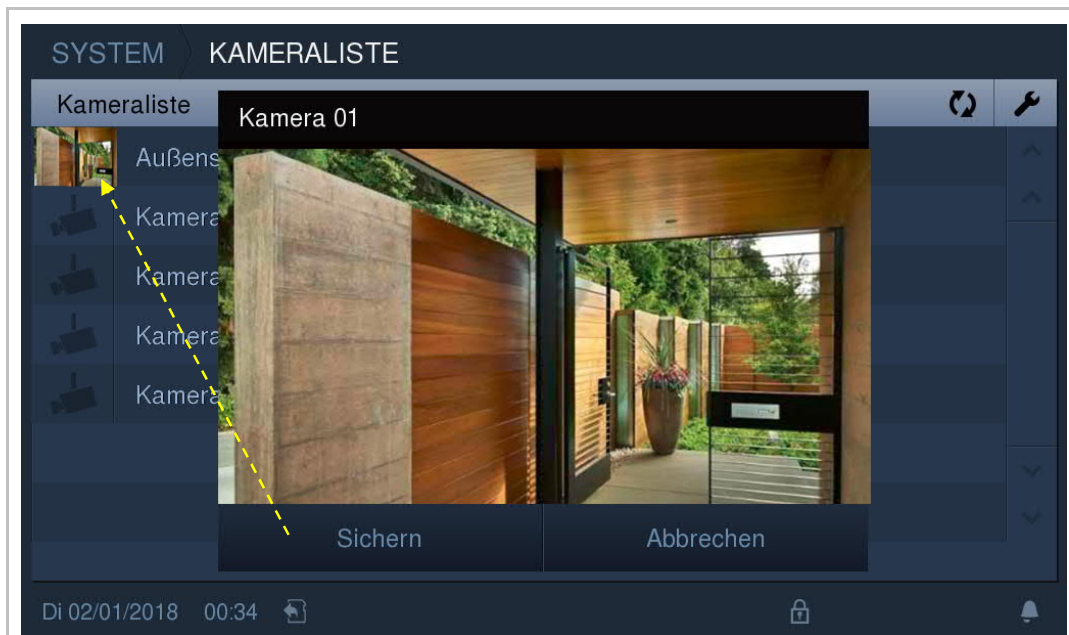 SYSTEM KAMERALISTE
Kameraliste
Kamera 01
Außens
Kamera
Kamera
Kamera
Kamera
Sichern Abbrechen
Di 02/01/2018 00:34